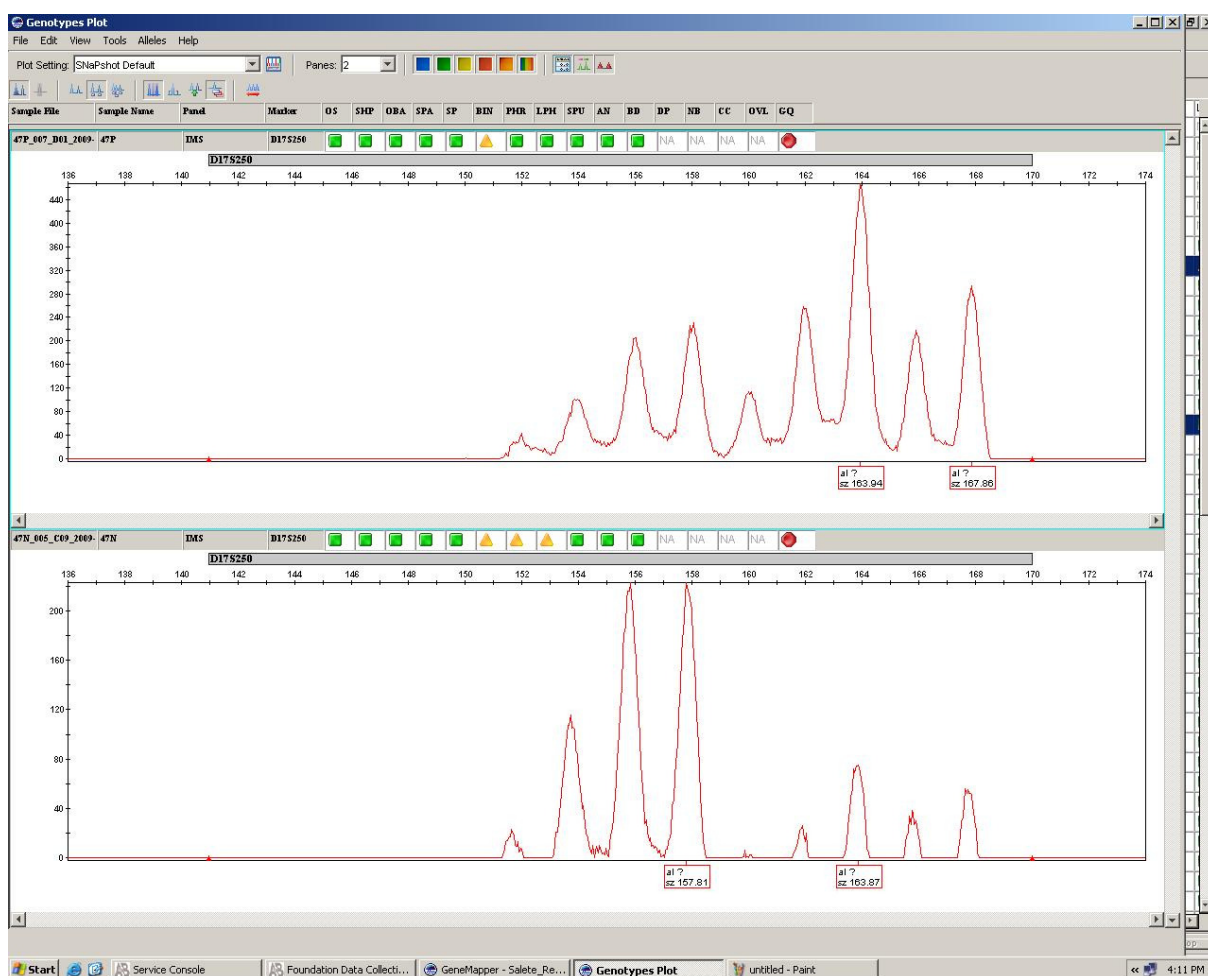 Genotypes Plot
File Edit View Tools Alleles Help
Plot Setting: SNaPshot Default Panes: 2
Sample File Sample Name Panel Marker OS SHP OBA SPA SP BIN PHR LPH SPU AN BD DP NB CC OVL GQ
47P_007_B01_2009- 47P IMS D17S250 NA NA NA NA
D17S250
136 138 140 142 144 146 148 150 152 154 156 158 160 162 164 166 168 170 172 174
440
400
360
320
280
240
200
160
120
80
40
0
al ? al ?
sz 163.94 sz 167.86
47N_005_C09_2009- 47N IMS D17S250 NA NA NA NA
D17S250
136 138 140 142 144 146 148 150 152 154 156 158 160 162 164 166 168 170 172 174
200
160
120
80
40
0
al ? al ?
sz 157.81 sz 163.87
Start Service Console Foundation Data Collecti... GeneMapper - Salete_Re... Genotypes Plot untitled - Paint 4:11 PM